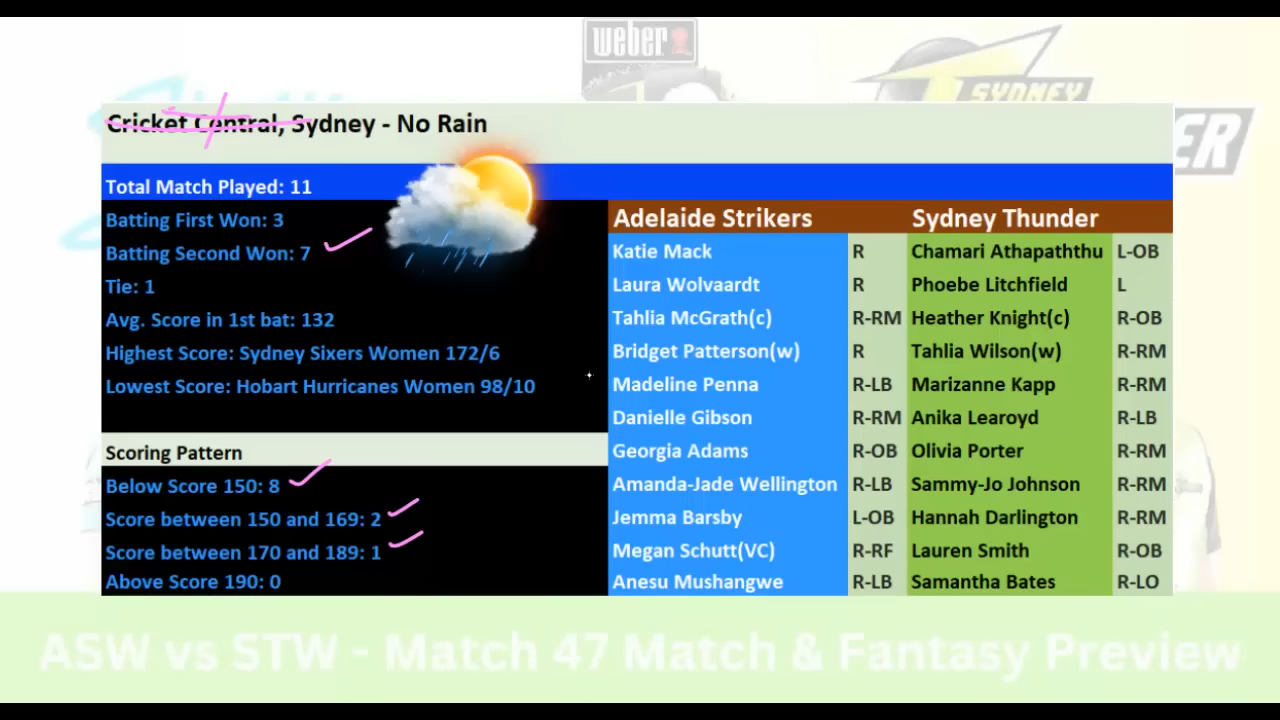 weber
SYDNEY
ER
Cricket Central, Sydney - No Rain
Total Match Played: 11
Batting First Won: 3
Batting Second Won: 7
Tie: 1
Avg. Score in 1st bat: 132
Highest Score: Sydney Sixers Women 172/6
Lowest Score: Hobart Hurricanes Women 98/10
Scoring Pattern
Below Score 150: 8
Score between 150 and 169: 2
Score between 170 and 189: 1
Above Score 190: 0
Adelaide Strikers Sydney Thunder
Katie Mack R Chamari Athapaththu L-OB
Laura Wolvaardt R Phoebe Litchfield L
Tahlia McGrath(c) R-RM Heather Knight(c) R-OB
Bridget Patterson(w) R Tahlia Wilson(w) R-RM
Madeline Penna R-LB Marizanne Kapp R-RM
Danielle Gibson R-RM Anika Learoyd R-LB
Georgia Adams R-OB Olivia Porter R-RM
Amanda-Jade Wellington R-LB Sammy-Jo Johnson R-RM
Jemma Barsby L-OB Hannah Darlington R-RM
Megan Schutt(VC) R-RF Lauren Smith R-OB
Anesu Mushangwe R-LB Samantha Bates R-LO
ASW vs STW - Match 47 Match & Fantasy Preview